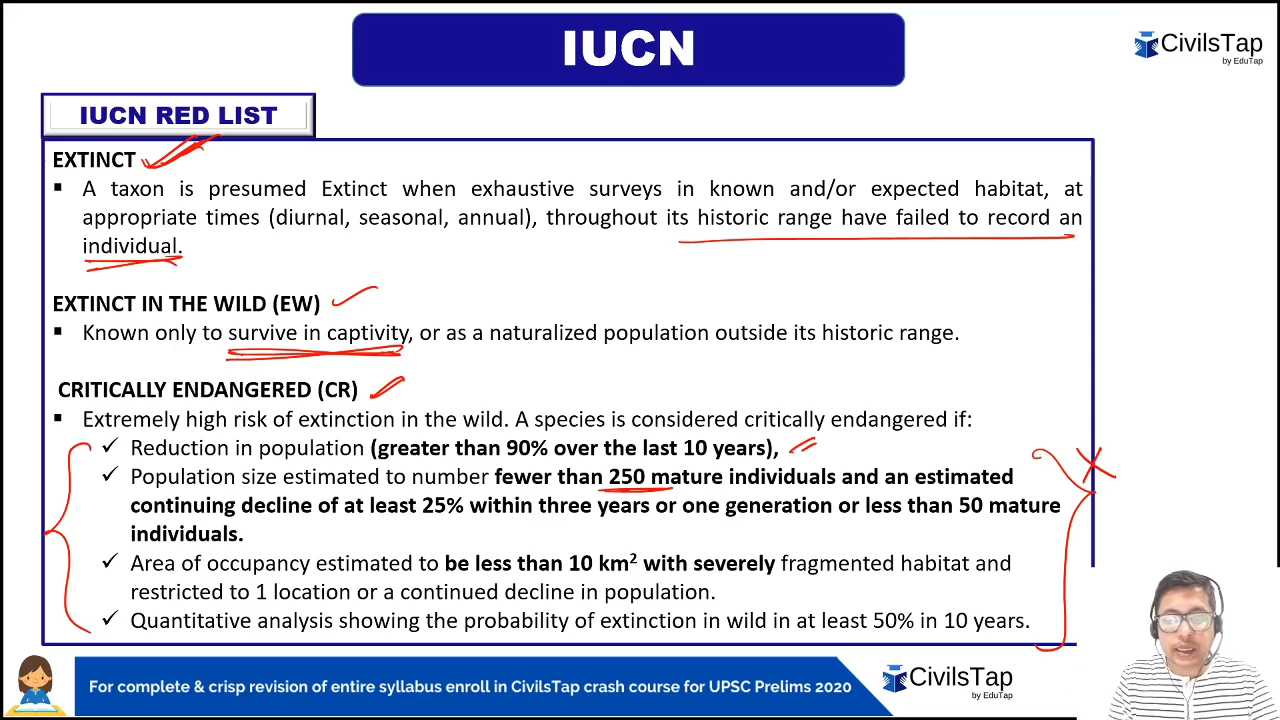 IUCN
CivilsTap
by EduTap
IUCN RED LIST
EXTINCT
▪ A taxon is presumed Extinct when exhaustive surveys in known and/or expected habitat, at
appropriate times (diurnal, seasonal, annual), throughout its historic range have failed to record an
individual.
EXTINCT IN THE WILD (EW)
▪ Known only to survive in captivity, or as a naturalized population outside its historic range.
CRITICALLY ENDANGERED (CR)
▪ Extremely high risk of extinction in the wild. A species is considered critically endangered if:
✓ Reduction in population (greater than 90% over the last 10 years),
✓ Population size estimated to number fewer than 250 mature individuals and an estimated
continuing decline of at least 25% within three years or one generation or less than 50 mature
individuals.
✓ Area of occupancy estimated to be less than 10 km² with severely fragmented habitat and
restricted to 1 location or a continued decline in population.
✓ Quantitative analysis showing the probability of extinction in wild in at least 50% in 10 years.
For complete & crisp revision of entire syllabus enroll in CivilsTap crash course for UPSC Prelims 2020
CivilsTap
by EduTap